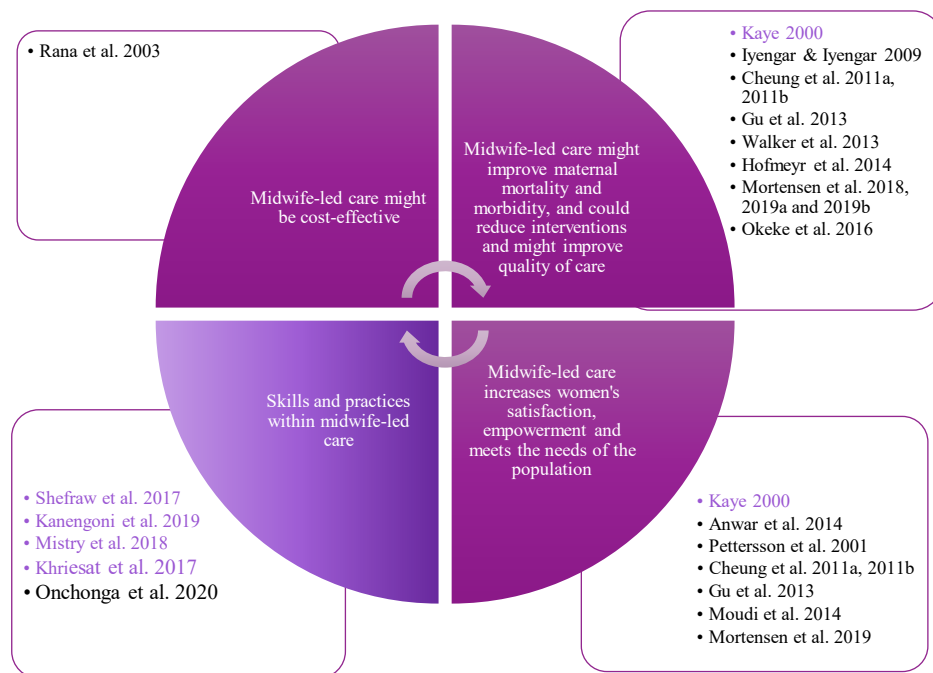 • Rana et al. 2003
Midwife-led care might
be cost-effective
Midwife-led care might
improve maternal
mortality and
morbidity, and could
reduce interventions
and might improve
quality of care
• Kaye 2000
• Iyengar & Iyengar 2009
• Cheung et al. 2011a,
2011b
• Gu et al. 2013
• Walker et al. 2013
• Hofmeyr et al. 2014
• Mortensen et al. 2018,
2019a and 2019b
• Okeke et al. 2016
Skills and practices
within midwife-led
care
• Shefraw et al. 2017
• Kanengoni et al. 2019
• Mistry et al. 2018
• Khriesat et al. 2017
• Onchonga et al. 2020
Midwife-led care
increases women's
satisfaction,
empowerment and
meets the needs of the
population
• Kaye 2000
• Anwar et al. 2014
• Pettersson et al. 2001
• Cheung et al. 2011a, 2011b
• Gu et al. 2013
• Moudi et al. 2014
• Mortensen et al. 2019